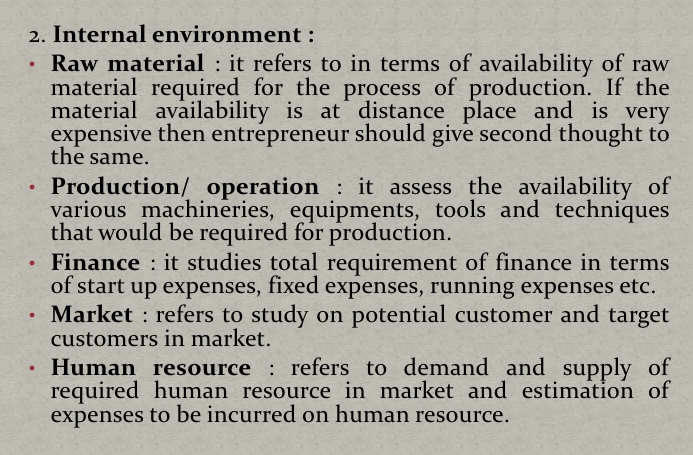 2. Internal environment :
• Raw material : it refers to in terms of availability of raw
material required for the process of production. If the
material availability is at distance place and is very
expensive then entrepreneur should give second thought to
the same.
• Production/ operation : it assess the availability of
various machineries, equipments, tools and techniques
that would be required for production.
• Finance : it studies total requirement of finance in terms
of start up expenses, fixed expenses, running expenses etc.
• Market : refers to study on potential customer and target
customers in market.
• Human resource : refers to demand and supply of
required human resource in market and estimation of
expenses to be incurred on human resource.